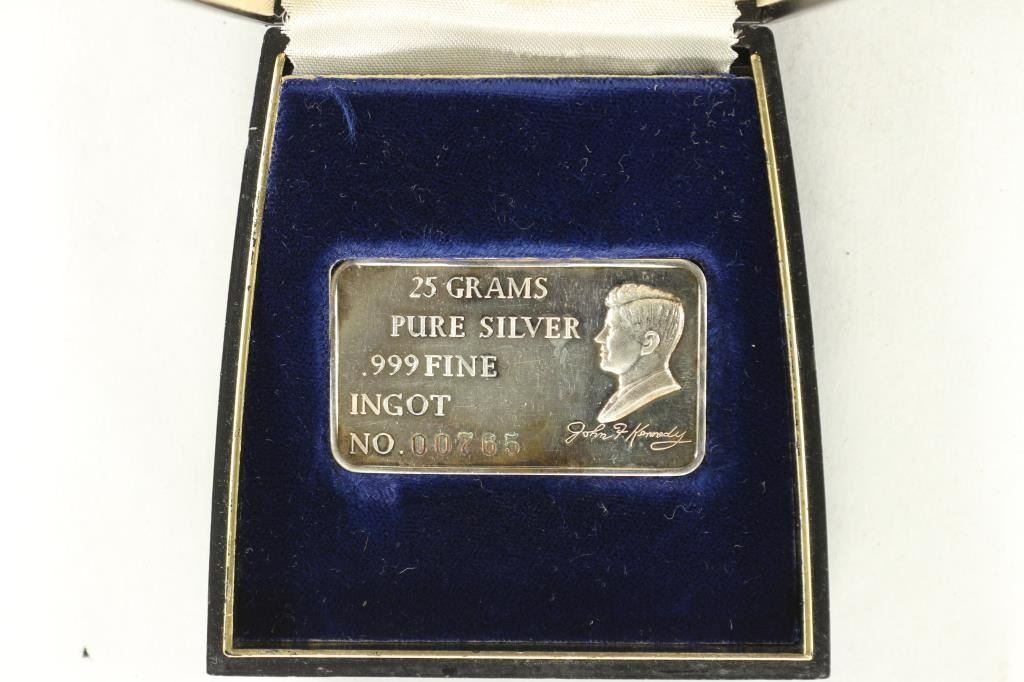 25 GRAMS
PURE SILVER
.999 FINE
INGOT
NO. 00765
John F Kennedy